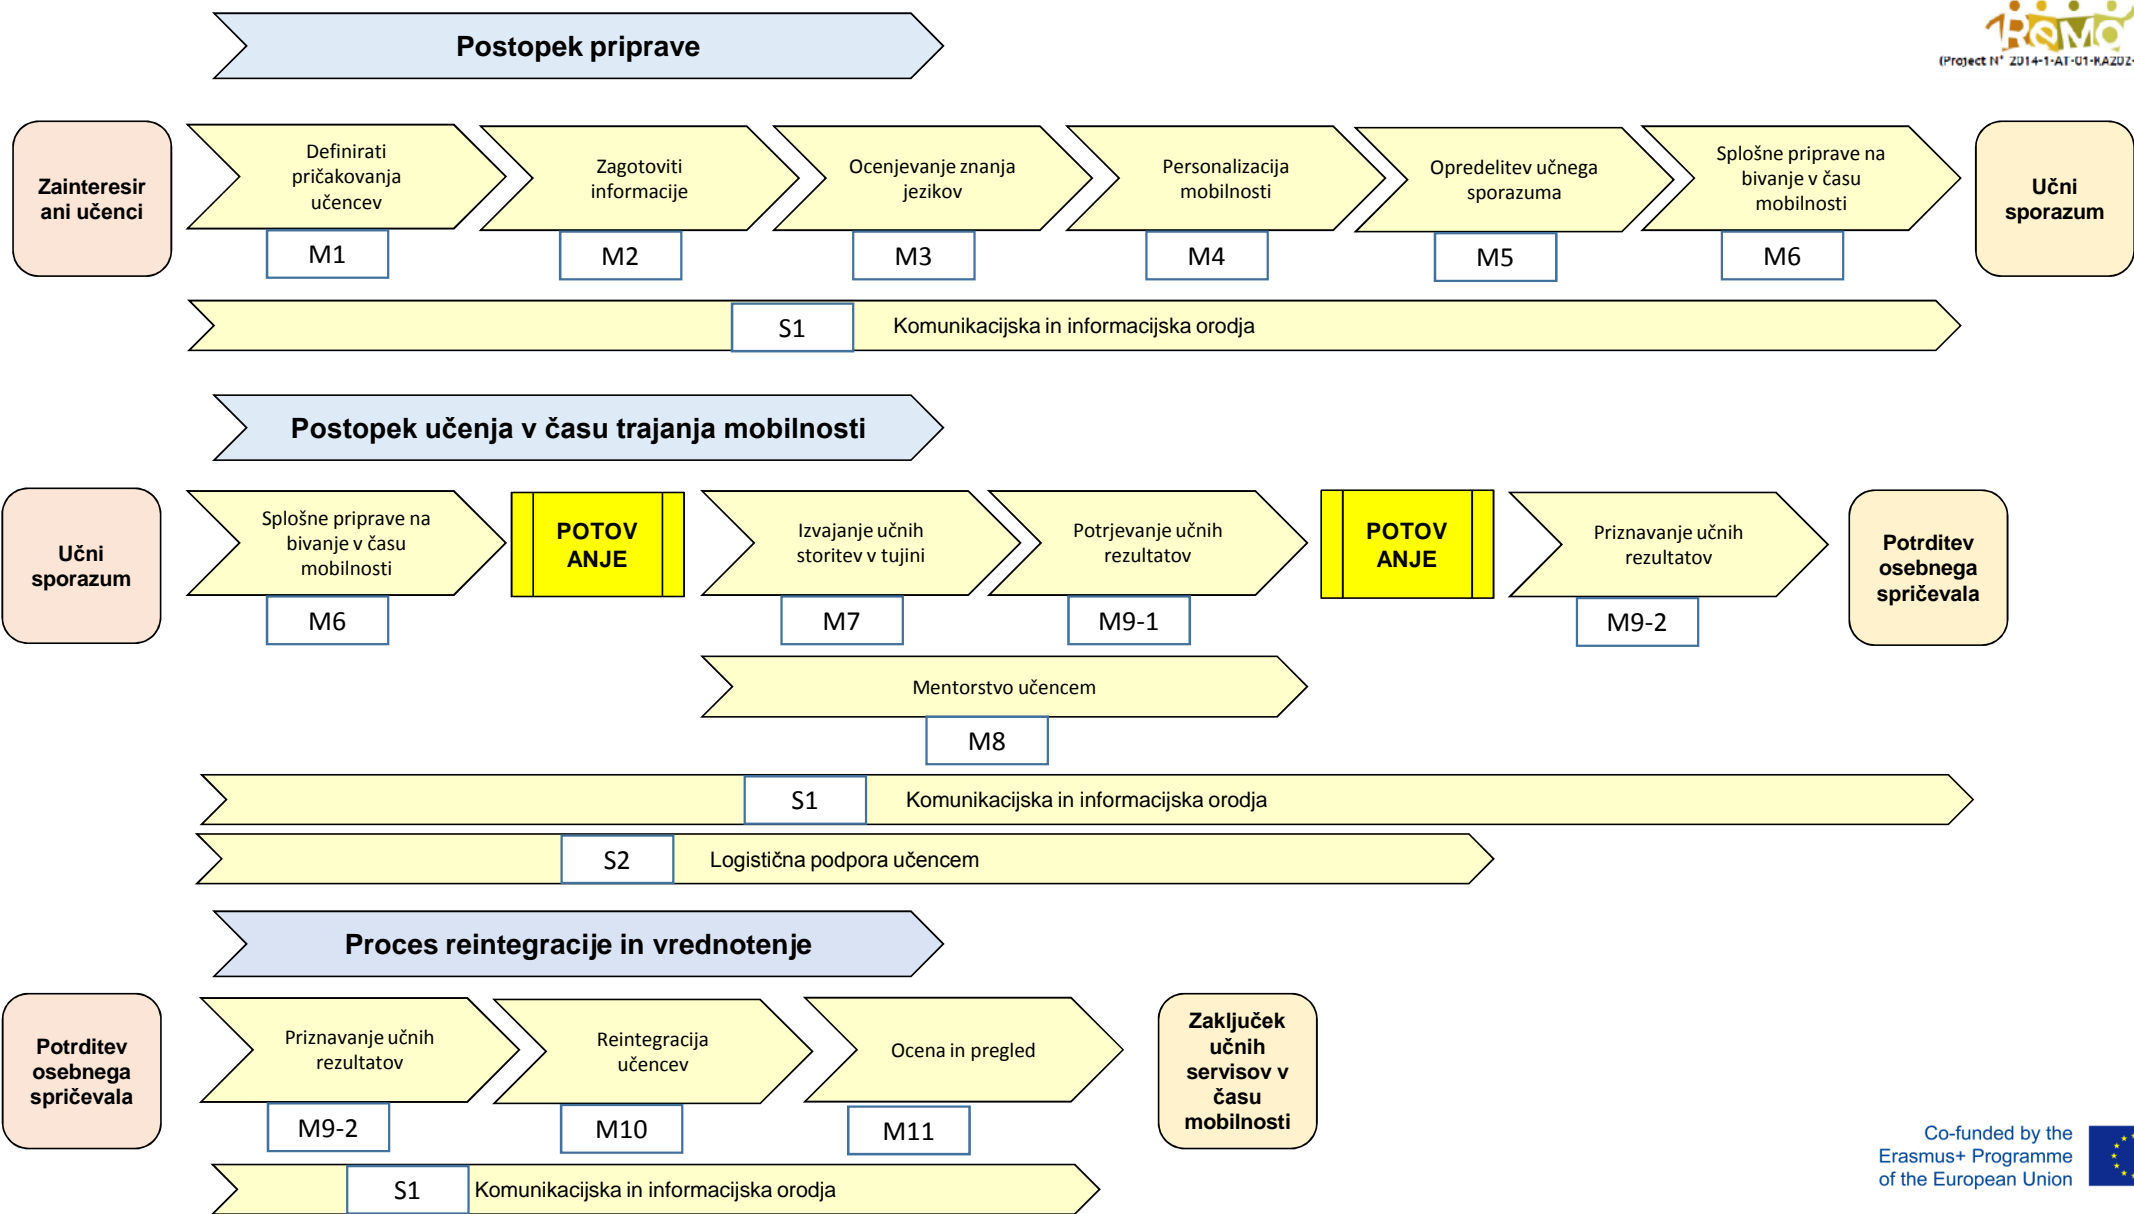 Postopek priprave
ReMo
(Project N° 2014-1-AT-01-KA202-
Zainteresir
ani učenci
Definirati
pričakovanja
učencev
M1
Zagotoviti
informacije
M2
Ocenjevanje znanja
jezikov
M3
Personalizacija
mobilnosti
M4
Opredelitev učnega
sporazuma
M5
Splošne priprave na
bivanje v času
mobilnosti
M6
Učni
sporazum
S1
Komunikacijska in informacijska orodja
Postopek učenja v času trajanja mobilnosti
Učni
sporazum
Splošne priprave na
bivanje v času
mobilnosti
M6
POTOV
ANJE
Izvajanje učnih
storitev v tujini
M7
Potrjevanje učnih
rezultatov
M9-1
POTOV
ANJE
Priznavanje učnih
rezultatov
M9-2
Potrditev
osebnega
spričevala
Mentorstvo učencem
M8
S1
Komunikacijska in informacijska orodja
S2
Logistična podpora učencem
Proces reintegracije in vrednotenje
Potrditev
osebnega
spričevala
Priznavanje učnih
rezultatov
M9-2
Reintegracija
učencev
M10
Ocena in pregled
M11
Zaključek
učnih
servisov v
času
mobilnosti
S1
Komunikacijska in informacijska orodja
Co-funded by the
Erasmus+ Programme
of the European Union